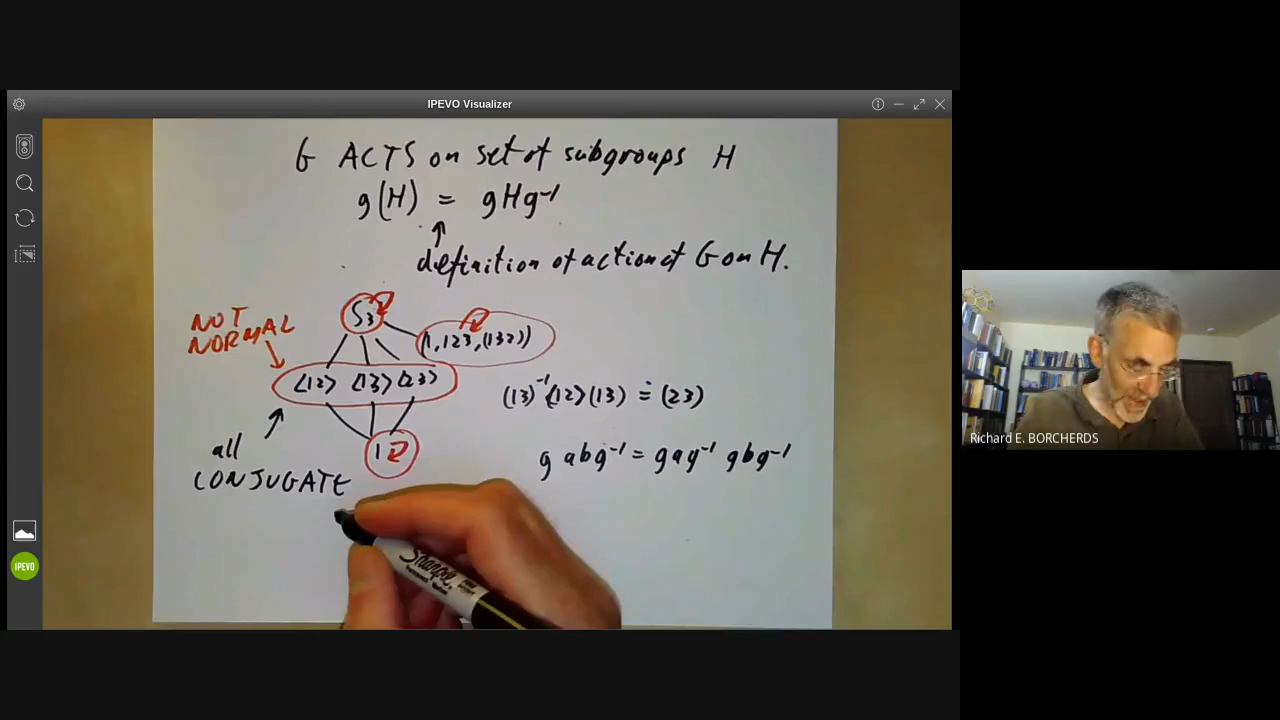 IPEVO Visualizer
G ACTS on set of subgroups H
g(H) = gHg⁻¹
↑
definition of action of G on H.
NOT
NORMAL
S₃
(1,123,(132))
⟨12⟩ ⟨13⟩ ⟨23⟩
(13)⁻¹⟨12⟩(13) = (23)
all
CONJUGATE
1
g abg⁻¹ = gag⁻¹ gbg⁻¹
Sharpie
IPEVO
Richard E. BORCHERDS